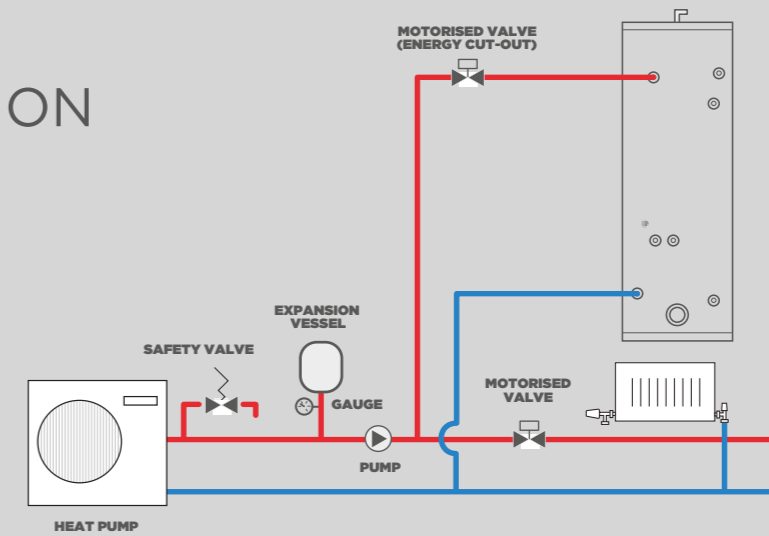 MOTORISED VALVE
(ENERGY CUT-OUT)
ON
EXPANSION
VESSEL
SAFETY VALVE
GAUGE
MOTORISED
VALVE
PUMP
HEAT PUMP